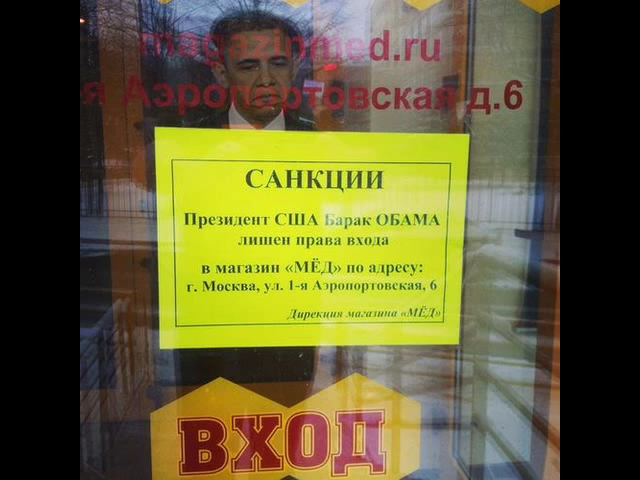 magazinmed.ru
я Аэропортовская д.6
САНКЦИИ
Президент США Барак ОБАМА
лишен права входа
в магазин «МЁД» по адресу:
г. Москва, ул. 1-я Аэропортовская, 6
Дирекция магазина «МЁД»
ВХОД